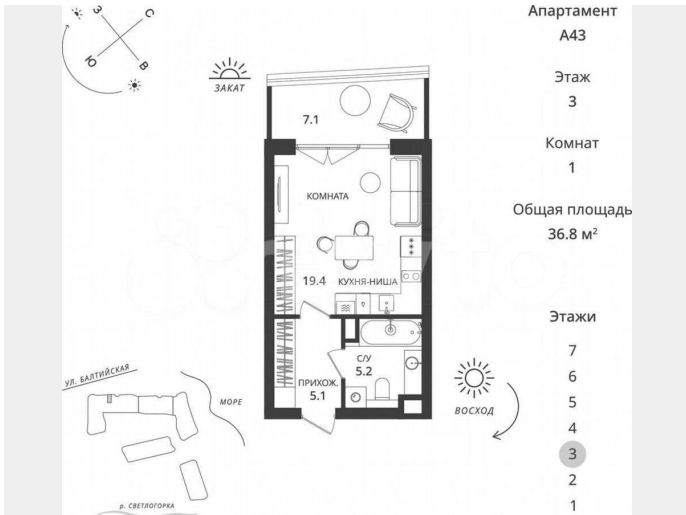 З
С
Ю
В
ЗАКАТ
7.1
КОМНАТА
19.4 КУХНЯ-НИША
С/У
5.2
ПРИХОЖ.
5.1
ВОСХОД
УЛ. БАЛТИЙСКАЯ
МОРЕ
р. СВЕТЛОГОРКА
Апартамент
А43
Этаж
3
Комнат
1
Общая площадь
36.8 м²
Этажи
7
6
5
4
3
2
1